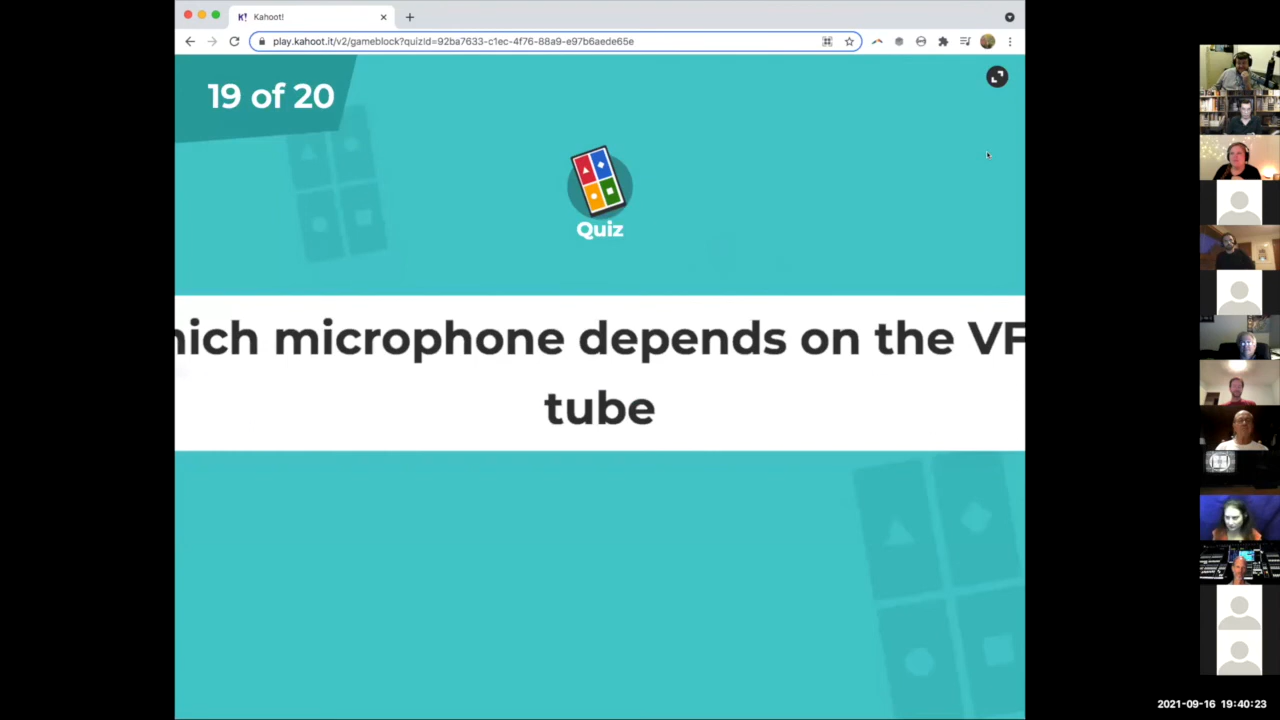 Kahoot!
play.kahoot.it/v2/gameblock?quizId=92ba7633-c1ec-4f76-88a9-e97b6aede65e
19 of 20
Quiz
hich microphone depends on the VF
tube
2021-09-16 19:40:23